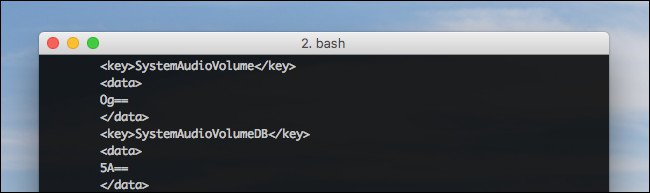 2. bash
<key>SystemAudioVolume</key>
<data>
Og==
</data>
<key>SystemAudioVolumeDB</key>
<data>
5A==
</data>